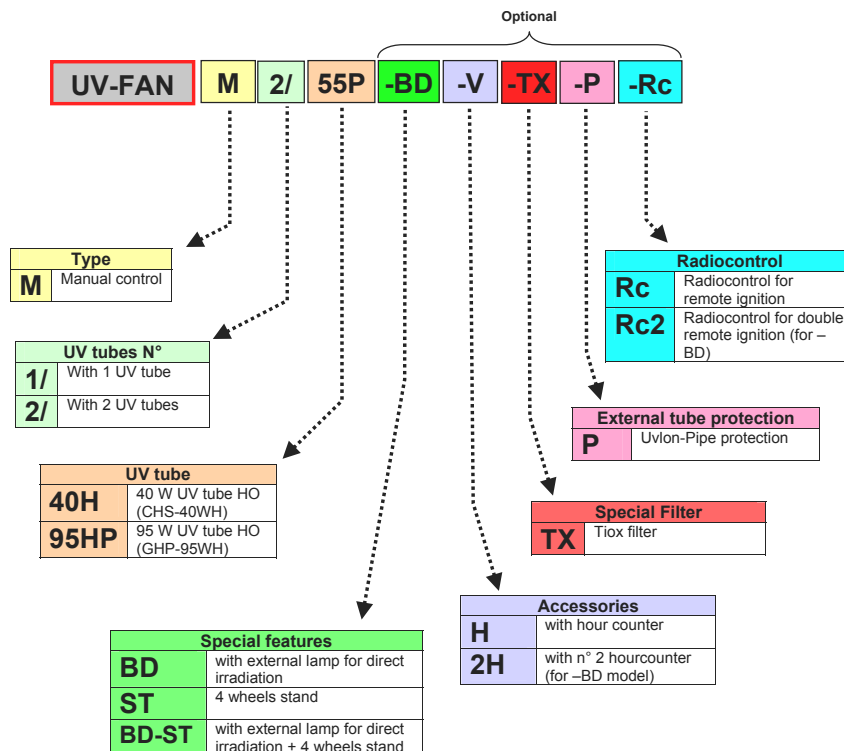 Optional
UV-FAN M 2/ 55P -BD -V -TX -P -Rc
Type
M Manual control
Radiocontrol
Rc Radiocontrol for
remote ignition
Rc2 Radiocontrol for double
remote ignition (for –
BD)
UV tubes N°
1/ With 1 UV tube
2/ With 2 UV tubes
External tube protection
P Uvlon-Pipe protection
UV tube
40H 40 W UV tube HO
(CHS-40WH)
95HP 95 W UV tube HO
(GHP-95WH)
Special Filter
TX Tiox filter
Accessories
H with hour counter
2H with n° 2 hourcounter
(for –BD model)
Special features
BD with external lamp for direct
irradiation
ST 4 wheels stand
BD-ST with external lamp for direct
irradiation + 4 wheels stand